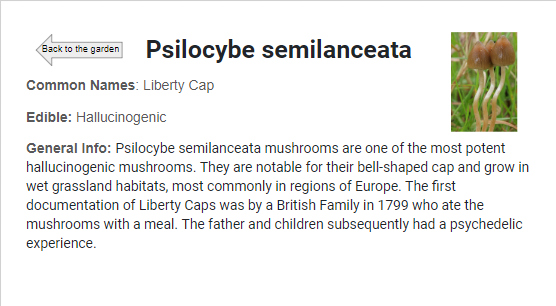 Back to the garden
Psilocybe semilanceata
Common Names: Liberty Cap
Edible: Hallucinogenic
General Info: Psilocybe semilanceata mushrooms are one of the most potent
hallucinogenic mushrooms. They are notable for their bell-shaped cap and grow in
wet grassland habitats, most commonly in regions of Europe. The first
documentation of Liberty Caps was by a British Family in 1799 who ate the
mushrooms with a meal. The father and children subsequently had a psychedelic
experience.